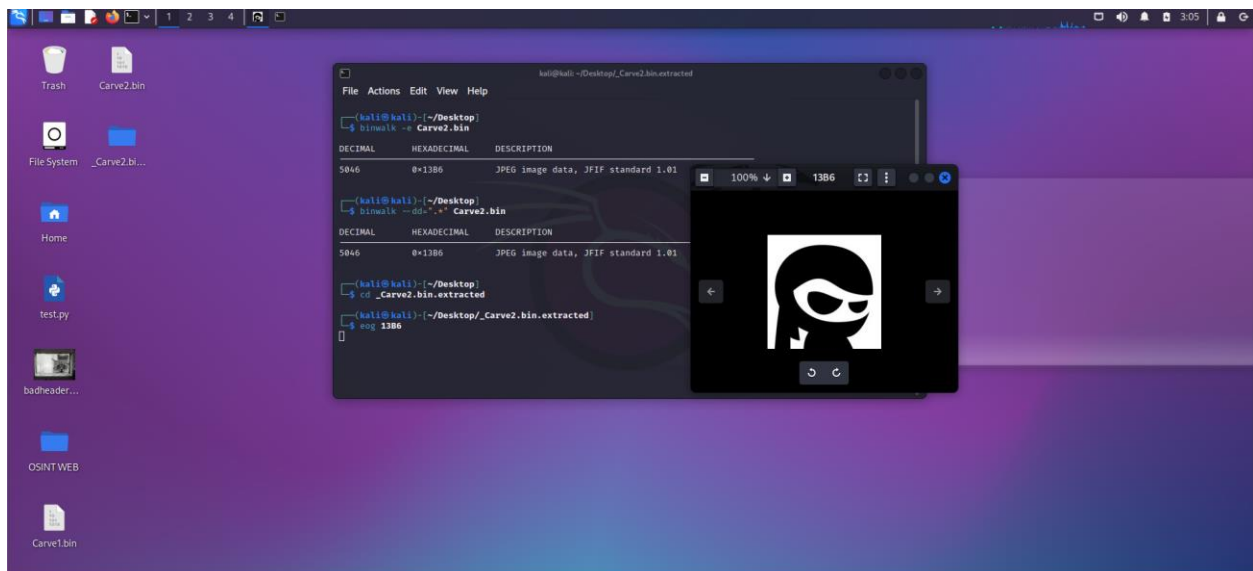 1 2 3 4
3:05
Trash
Carve2.bin
File System
_Carve2.bi...
Home
test.py
badheader...
OSINT WEB
Carve1.bin
kali@kali: ~/Desktop/_Carve2.bin.extracted
File Actions Edit View Help
(kali㉿kali)-[~/Desktop]
$ binwalk -e Carve2.bin
DECIMAL HEXADECIMAL DESCRIPTION
5046 0×13B6 JPEG image data, JFIF standard 1.01
(kali㉿kali)-[~/Desktop]
$ binwalk --dd=".*" Carve2.bin
DECIMAL HEXADECIMAL DESCRIPTION
5046 0×13B6 JPEG image data, JFIF standard 1.01
(kali㉿kali)-[~/Desktop]
$ cd _Carve2.bin.extracted
(kali㉿kali)-[~/Desktop/_Carve2.bin.extracted]
$ eog 13B6
100% 13B6